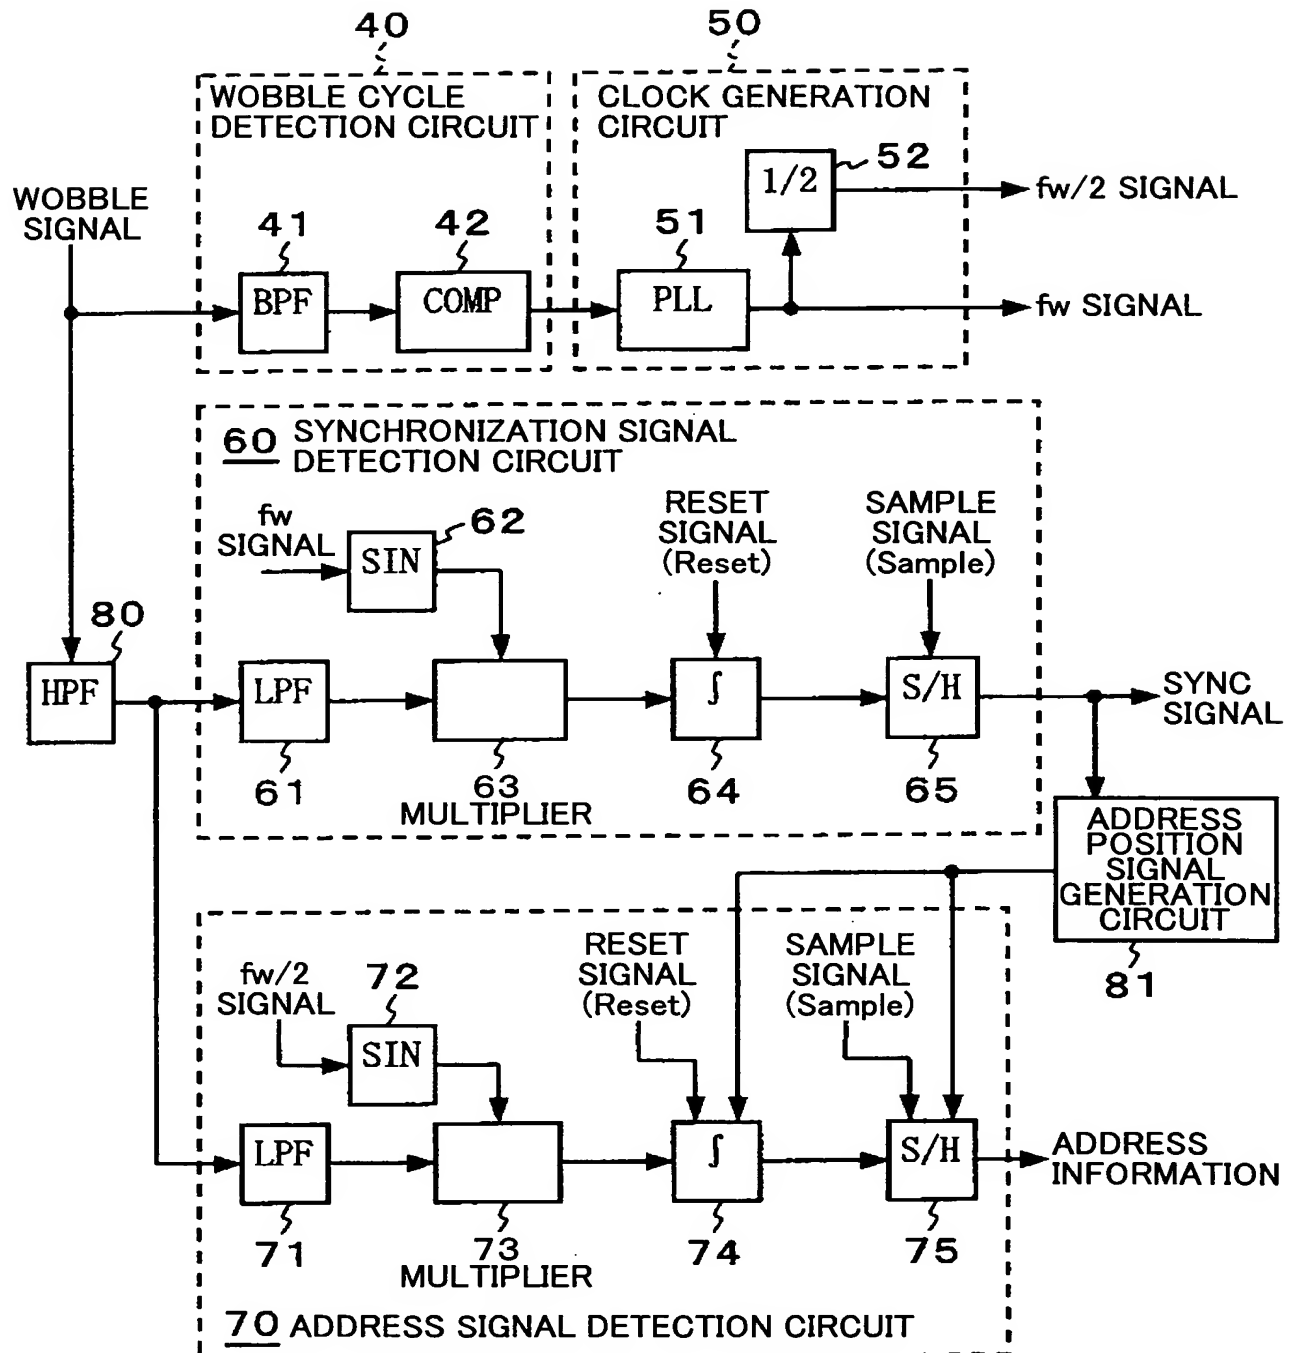 40
50
WOBBLE CYCLE
DETECTION CIRCUIT
CLOCK GENERATION
CIRCUIT
1/2
52
fw/2 SIGNAL
WOBBLE
SIGNAL
41
42
51
BPF
COMP
PLL
fw SIGNAL
60 SYNCHRONIZATION SIGNAL
DETECTION CIRCUIT
fw
SIGNAL
SIN
62
RESET
SIGNAL
(Reset)
SAMPLE
SIGNAL
(Sample)
80
HPF
LPF
∫
S/H
SYNC
SIGNAL
61
63
MULTIPLIER
64
65
ADDRESS
POSITION
SIGNAL
GENERATION
CIRCUIT
81
fw/2
SIGNAL
72
SIN
RESET
SIGNAL
(Reset)
SAMPLE
SIGNAL
(Sample)
LPF
∫
S/H
ADDRESS
INFORMATION
71
73
MULTIPLIER
74
75
70 ADDRESS SIGNAL DETECTION CIRCUIT